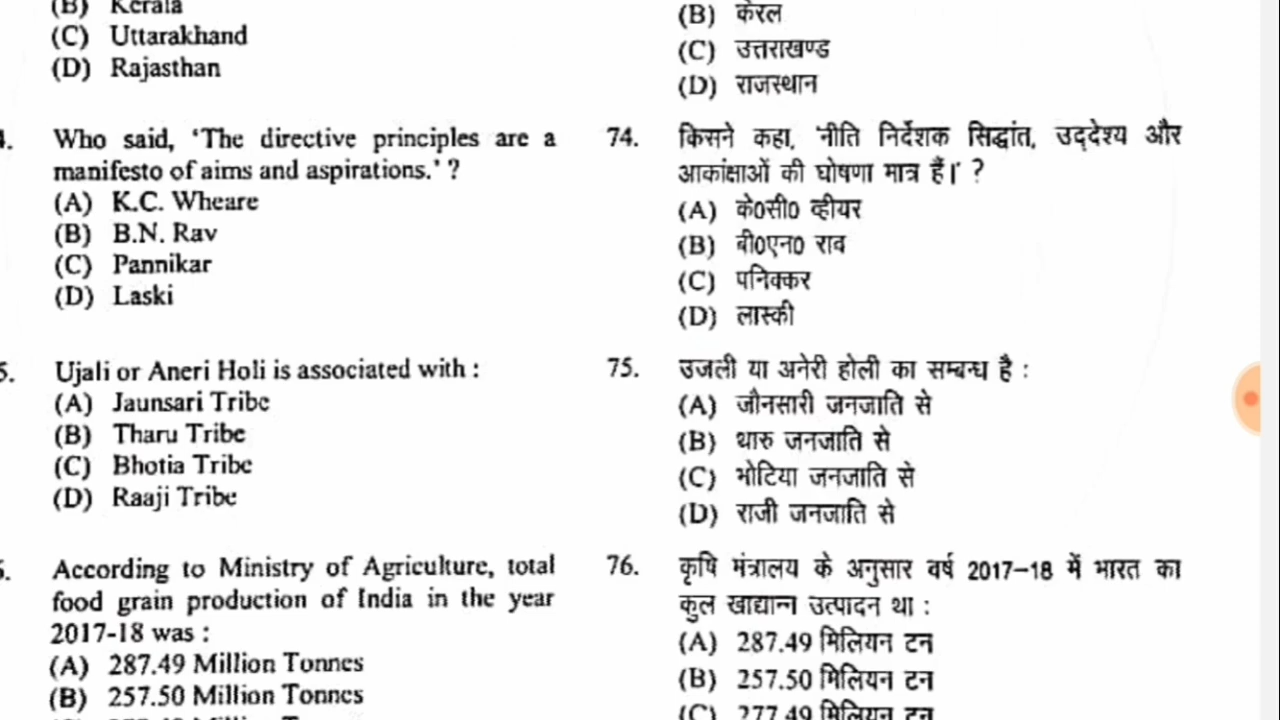 (B) Kerala
(C) Uttarakhand
(D) Rajasthan
Who said, ‘The directive principles are a
manifesto of aims and aspirations.’ ?
(A) K.C. Wheare
(B) B.N. Rav
(C) Pannikar
(D) Laski
5. Ujali or Aneri Holi is associated with :
(A) Jaunsari Tribe
(B) Tharu Tribe
(C) Bhotia Tribe
(D) Raaji Tribe
According to Ministry of Agriculture, total
food grain production of India in the year
2017-18 was :
(A) 287.49 Million Tonnes
(B) 257.50 Million Tonnes
(B) केरल
(C) उत्तराखण्ड
(D) राजस्थान
74. किसने कहा, 'नीति निर्देशक सिद्धांत, उद्देश्य और
आकांक्षाओं की घोषणा मात्र हैं।' ?
(A) के0सी0 व्हीयर
(B) बी0एन0 राव
(C) पनिक्कर
(D) लास्की
75. उजली या अनेरी होली का सम्बन्ध है :
(A) जौनसारी जनजाति से
(B) थारु जनजाति से
(C) भोटिया जनजाति से
(D) राजी जनजाति से
76. कृषि मंत्रालय के अनुसार वर्ष 2017–18 में भारत का
कुल खाद्यान्न उत्पादन था :
(A) 287.49 मिलियन टन
(B) 257.50 मिलियन टन
(C) 277.49 मिलियन टन